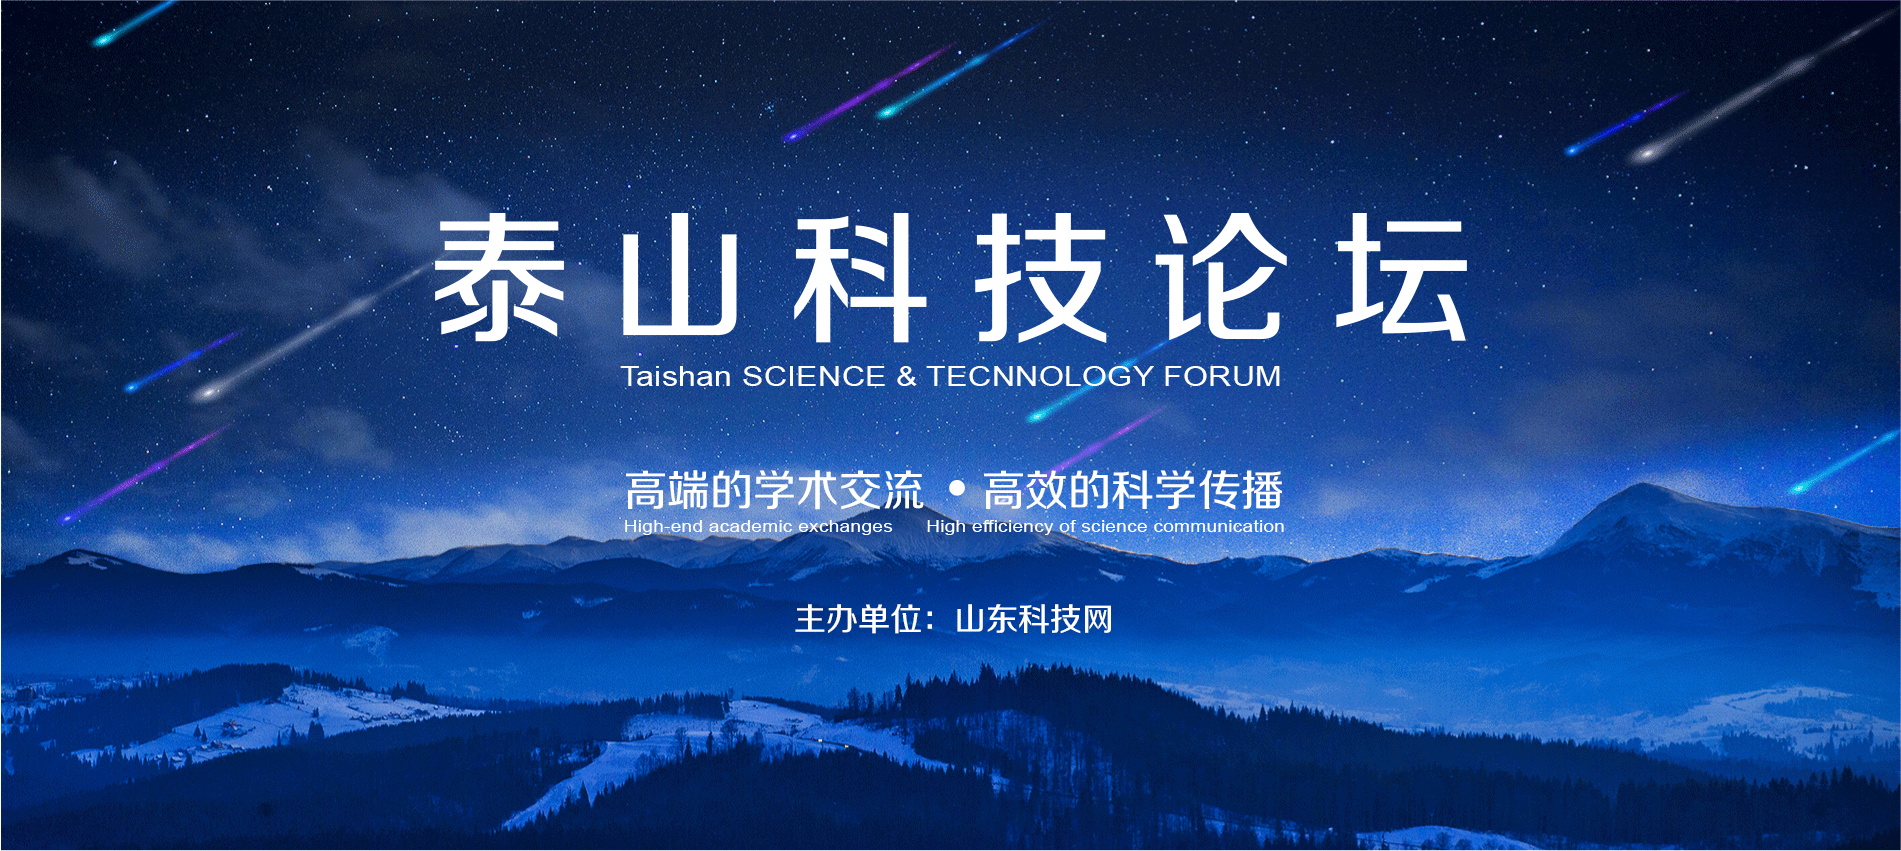 泰山科技论坛
Taishan SCIENCE & TECNNOLOGY FORUM
高端的学术交流 • 高效的科学传播
High-end academic exchanges High efficiency of science communication
主办单位：山东科技网